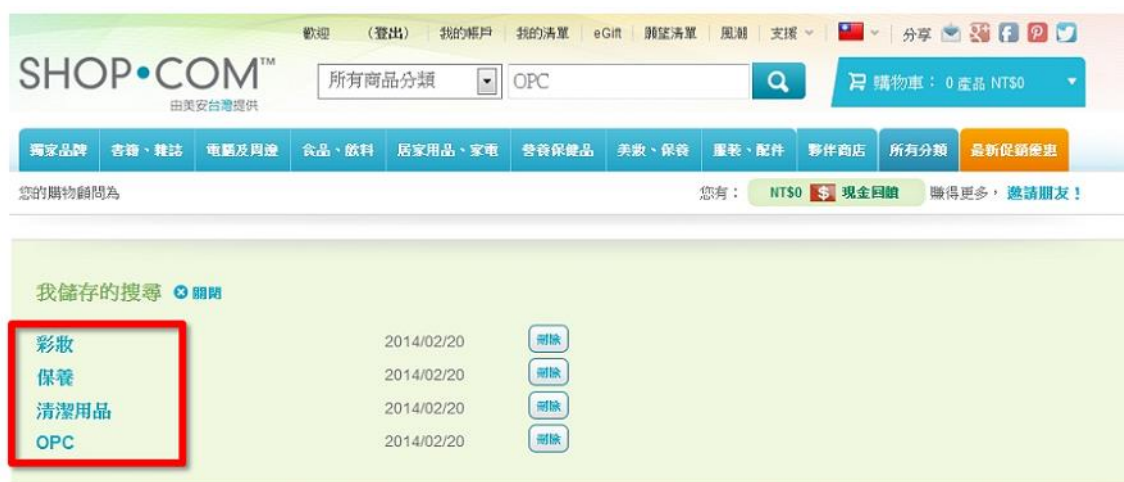 歡迎 (登出) 我的帳戶 我的清單 eGift 願望清單 風潮 支援 分享
SHOP•COM™
由美安台灣提供
所有商品分類 OPC
購物車: 0 產品 NT$0
獨家品牌 書籍、雜誌 電腦及周邊 食品、飲料 居家用品、家電 營養保健品 美妝、保養 服裝、配件 夥伴商店 所有分類 最新促銷優惠
您的購物顧問為 您有: NT$0 $ 現金回饋 賺得更多, 邀請朋友!
我儲存的搜尋 關閉
彩妝 2014/02/20 刪除
保養 2014/02/20 刪除
清潔用品 2014/02/20 刪除
OPC 2014/02/20 刪除